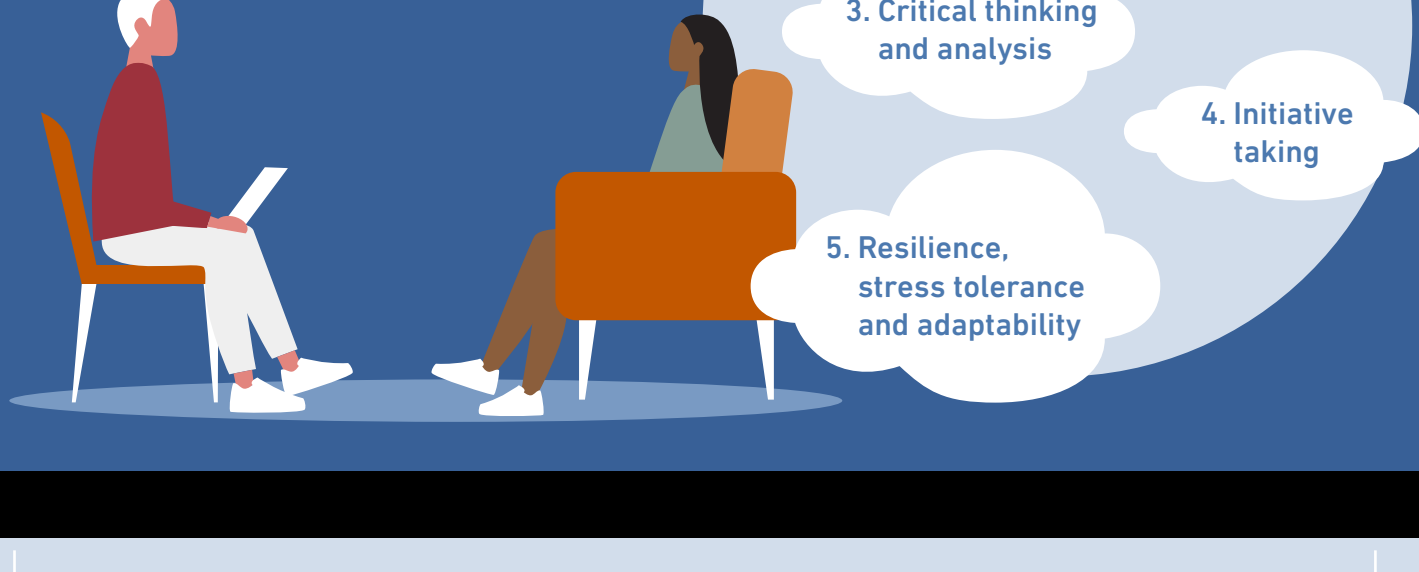 3. Critical thinking
and analysis
4. Initiative
taking
5. Resilience,
stress tolerance
and adaptability